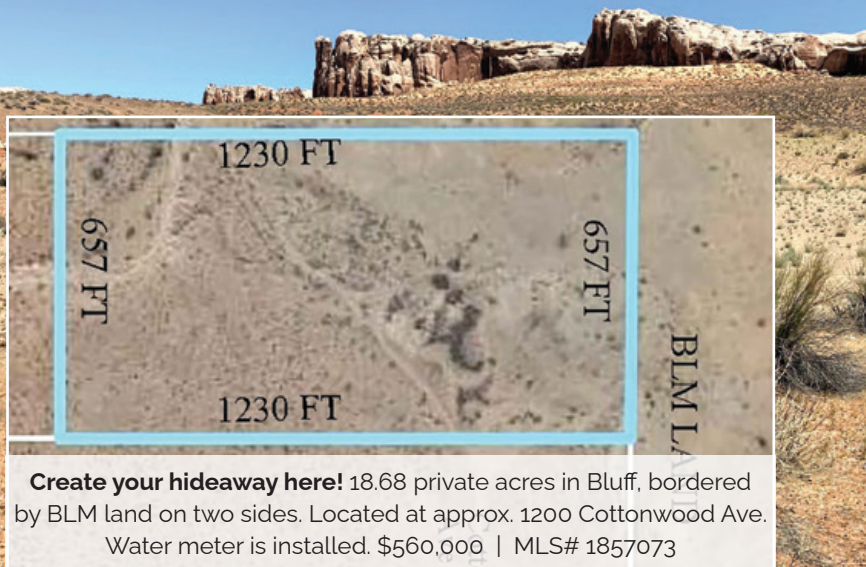 1230 FT
657 FT
657 FT
BLM LAND
1230 FT
Create your hideaway here! 18.68 private acres in Bluff, bordered
by BLM land on two sides. Located at approx. 1200 Cottonwood Ave.
Water meter is installed. $560,000 | MLS# 1857073